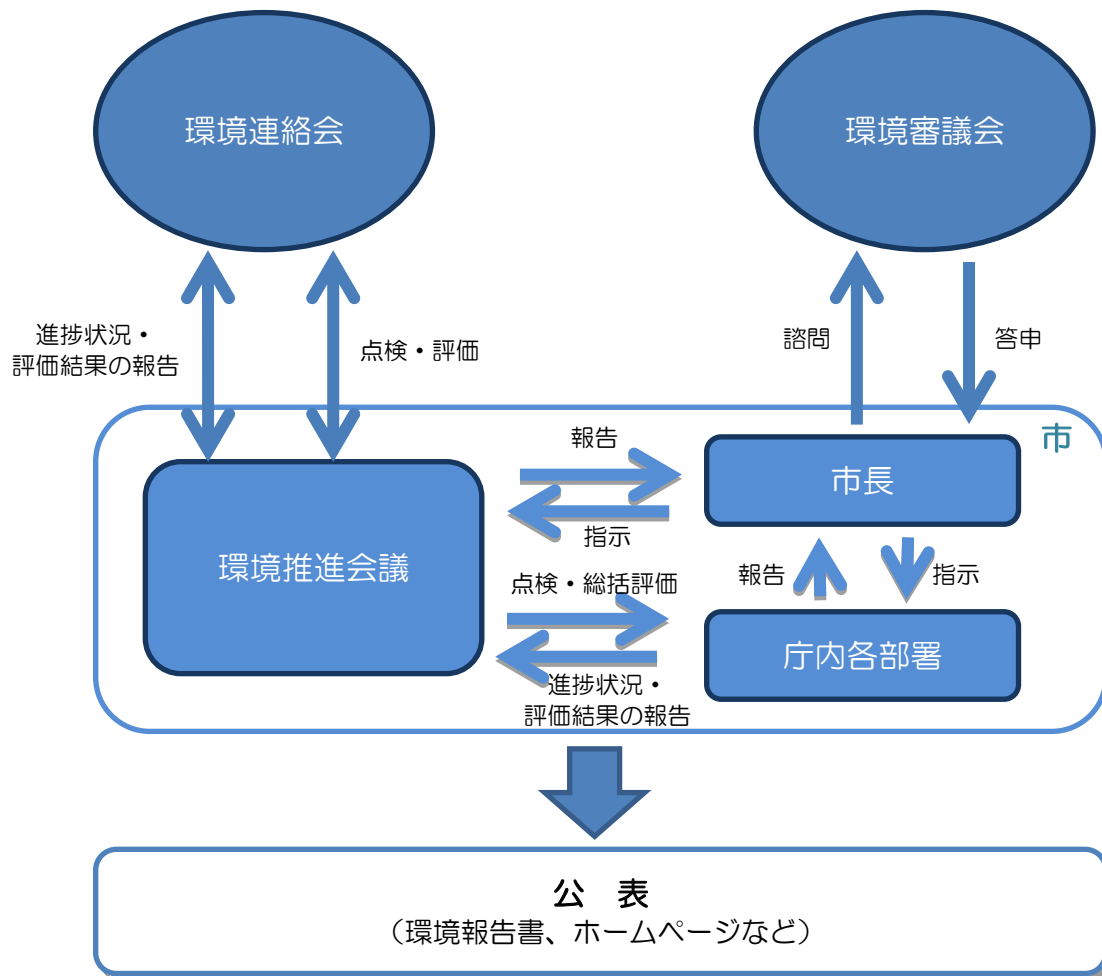 環境連絡会
環境審議会
進捗状況・
評価結果の報告
点検・評価
諮問
答申
市
報告
市長
指示
環境推進会議
報告
指示
点検・総括評価
庁内各部署
進捗状況・
評価結果の報告
公 表
（環境報告書、ホームページなど）